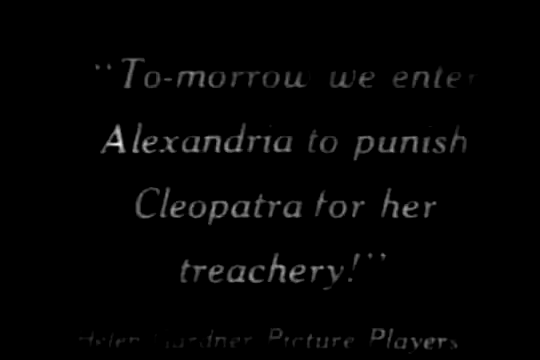 "To-morrow we enter
Alexandria to punish
Cleopatra for her
treachery!"
Helen Gardner Picture Players